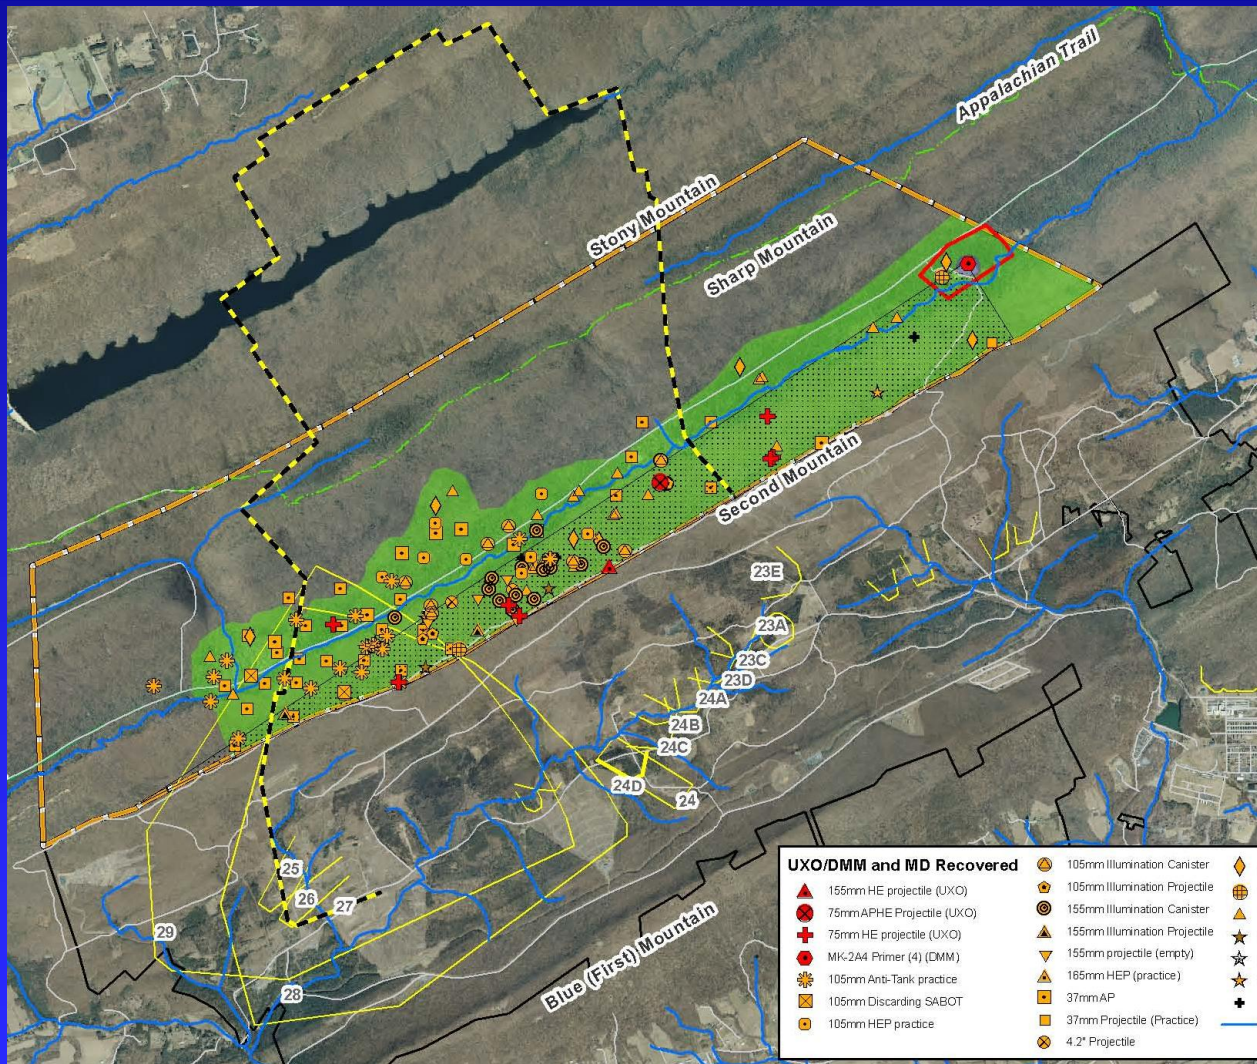 Appalachian Trail
Stony Mountain
Sharp Mountain
Second Mountain
23E
23A
23C
23D
24A
24B
24C
24D
24
25
26
27
29
28
Blue (First) Mountain
UXO/DMM and MD Recovered
155mm HE projectile (UXO)
75mm APHE Projectile (UXO)
75mm HE projectile (UXO)
MK-2A4 Primer (4) (DMM)
105mm Anti-Tank practice
105mm Discarding SABOT
105mm HEP practice
105mm Illumination Canister
105mm Illumination Projectile
155mm Illumination Canister
155mm Illumination Projectile
155mm projectile (empty)
165mm HEP (practice)
37mm AP
37mm Projectile (Practice)
4.2" Projectile